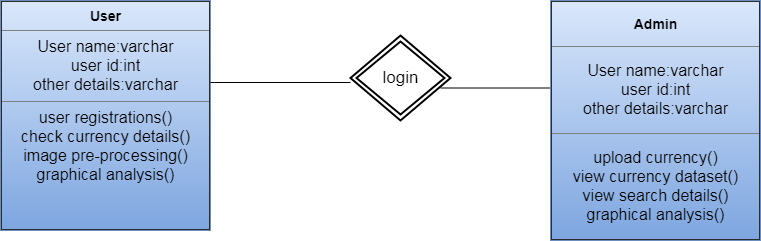 User
User name:varchar
user id:int
other details:varchar
user registrations()
check currency details()
image pre-processing()
graphical analysis()
login
Admin
User name:varchar
user id:int
other details:varchar
upload currency()
view currency dataset()
view search details()
graphical analysis()